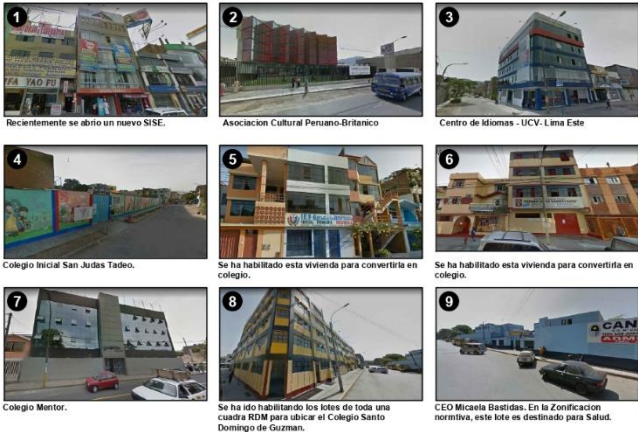 1
2
3
YFA YAO FU
Recientemente se abrio un nuevo SISE.
Asociacion Cultural Peruano-Britanico
Centro de Idiomas - UCV- Lima Este
4
5
6
Colegio Inicial San Judas Tadeo.
Se ha habilitado esta vivienda para convertirla en
colegio.
Se ha habilitado esta vivienda para convertirla en
colegio.
7
8
9
CAN
ADM
Colegio Mentor.
Se ha ido habilitando los lotes de toda una
cuadra RDM para ubicar el Colegio Santo
Domingo de Guzman.
CEO Micaela Bastidas. En la Zonificacion
normtiva, este lote es destinado para Salud.